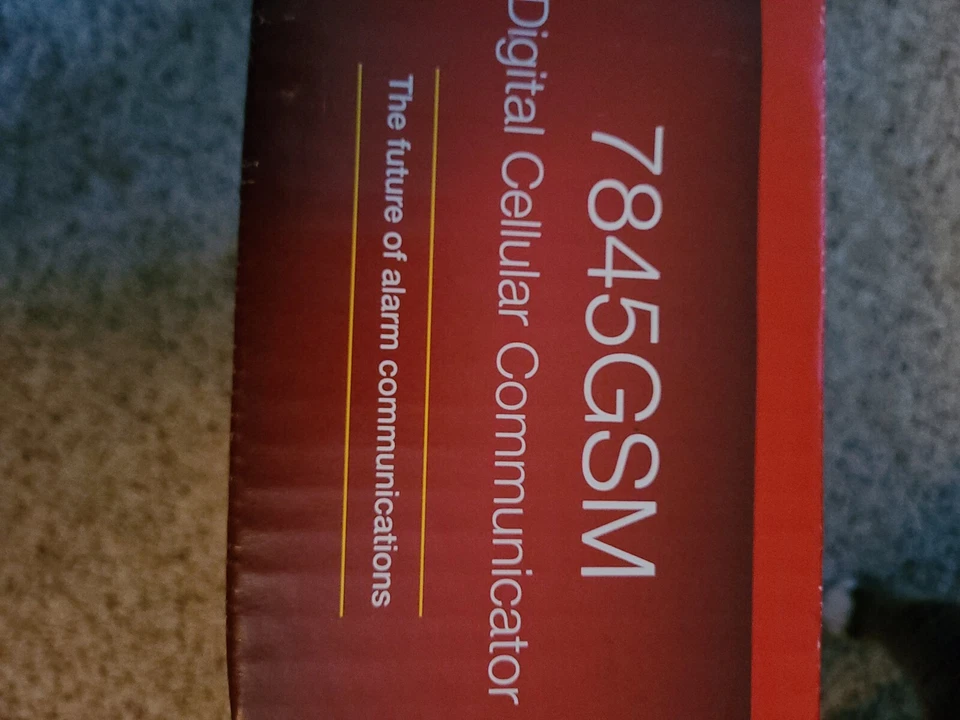 7845GSM
Digital Cellular Communicator
The future of alarm communications